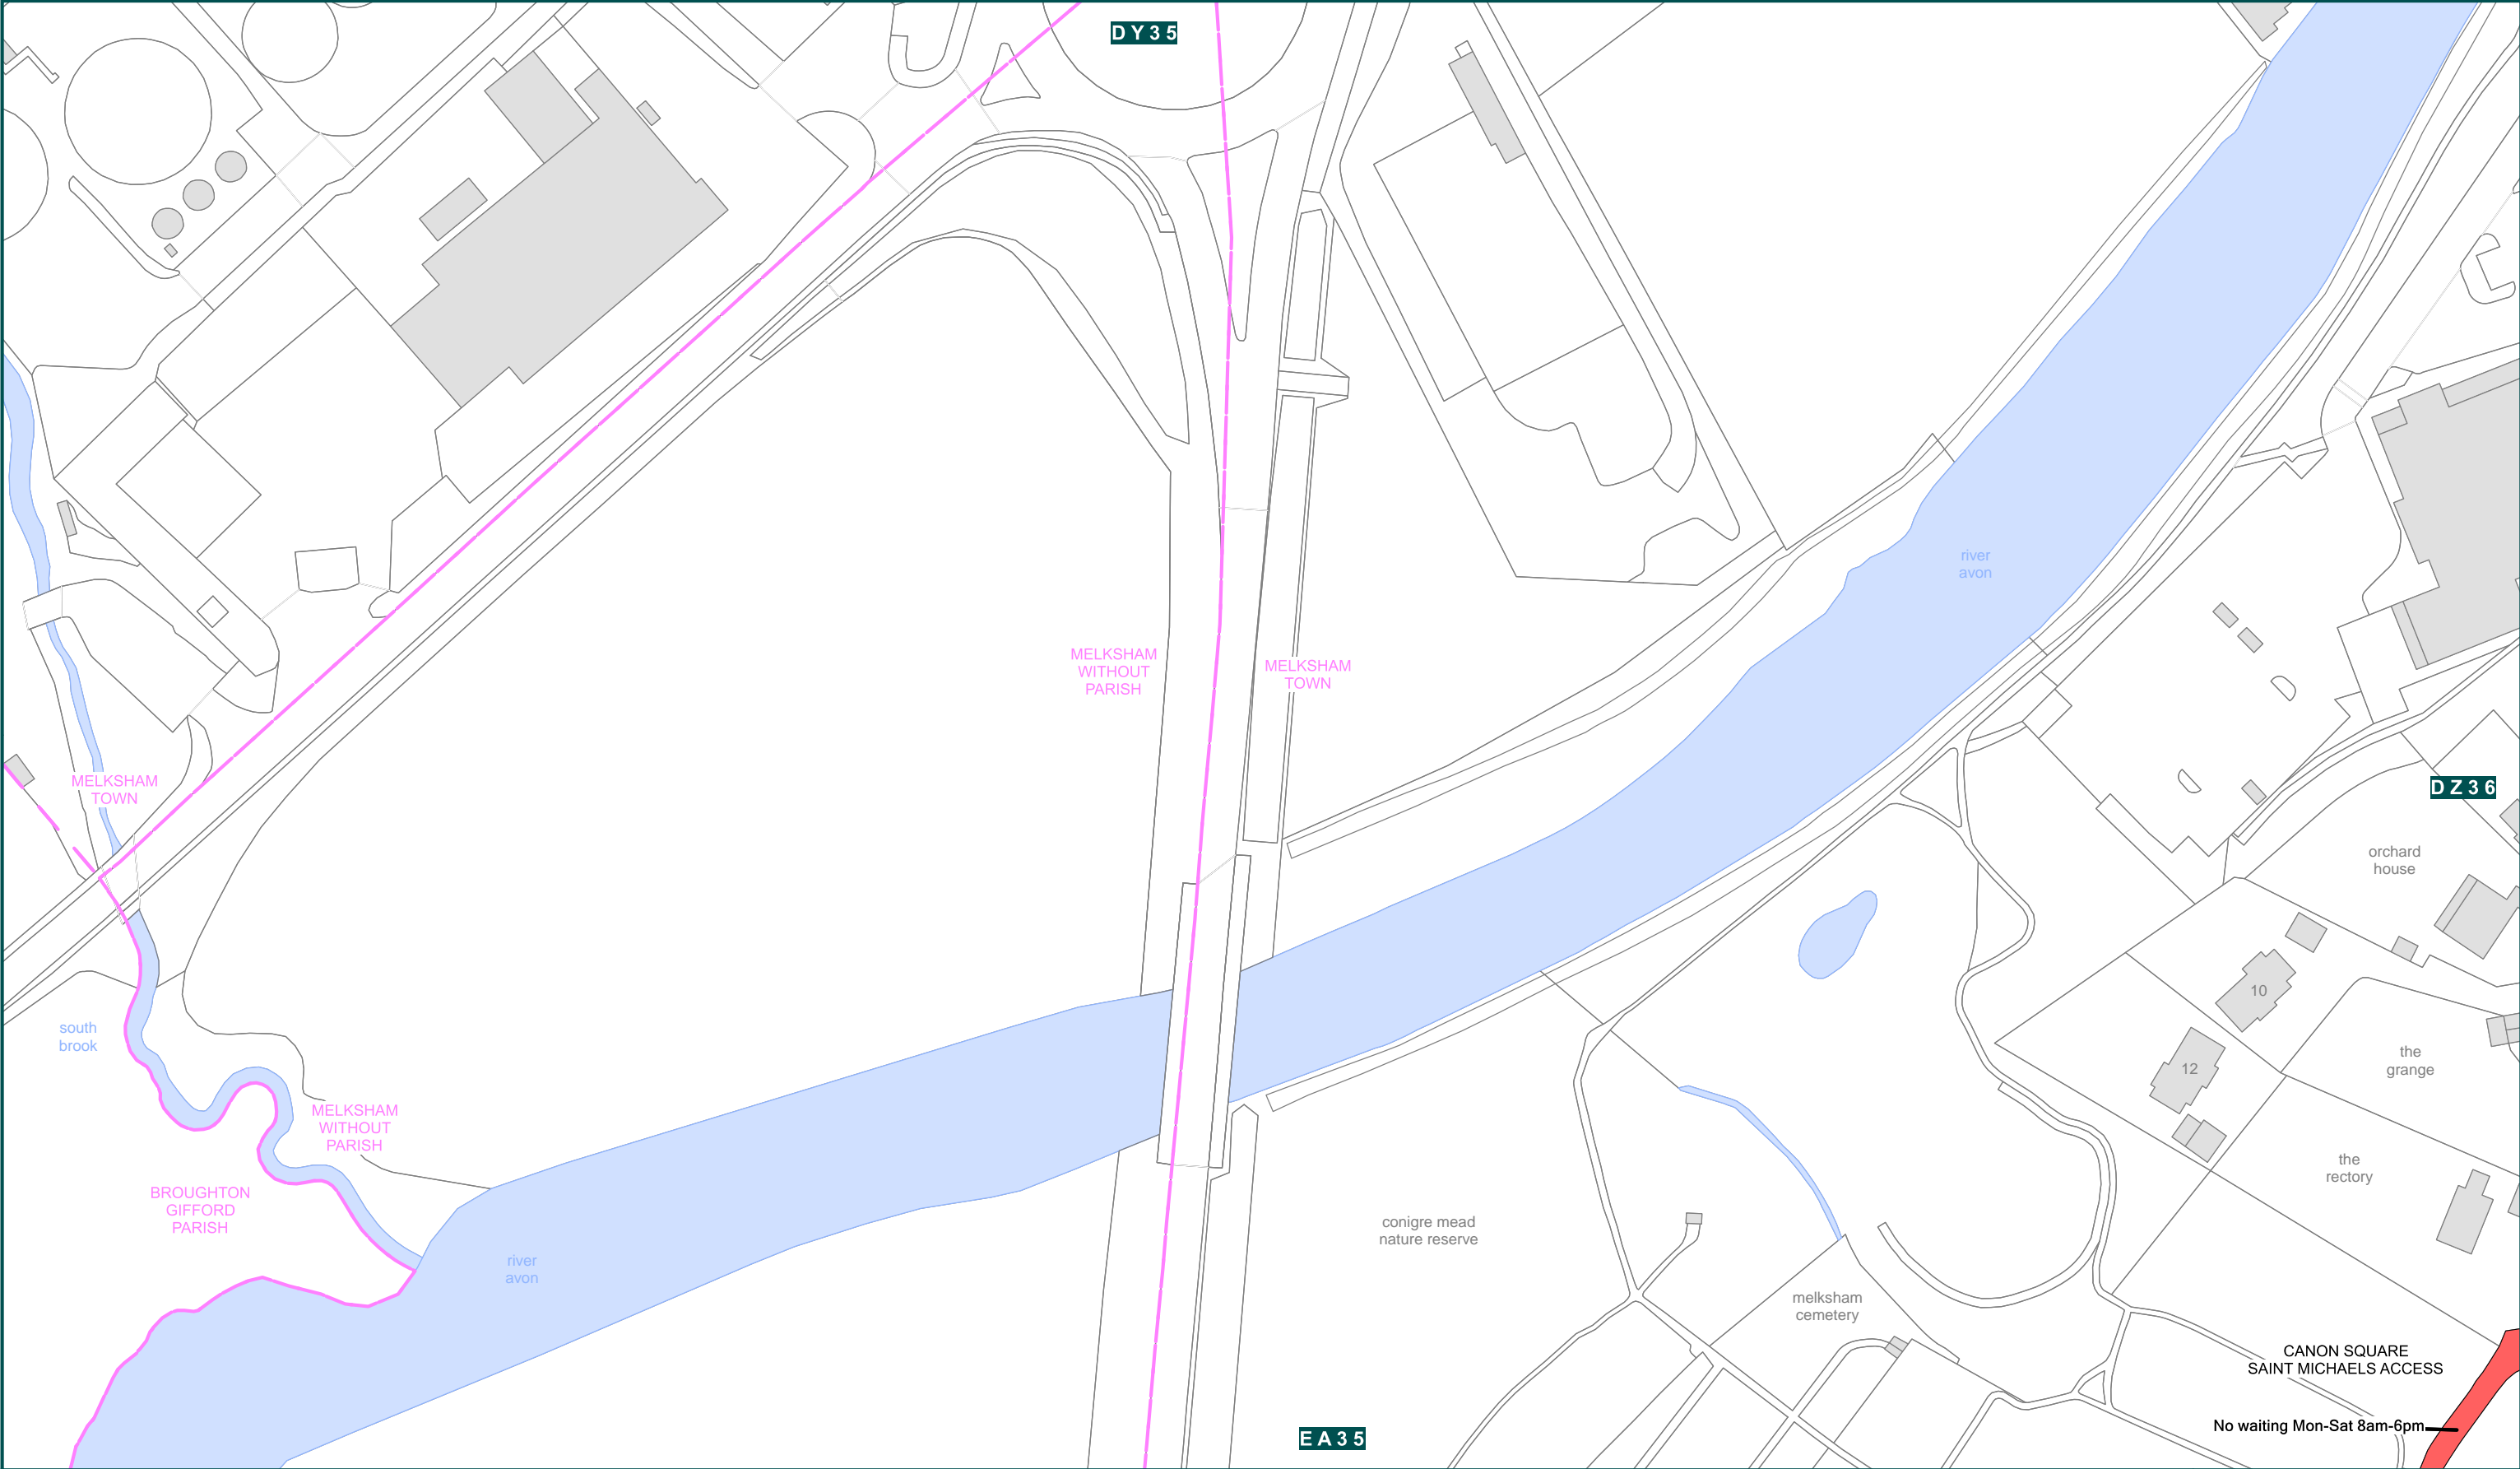 DY35
river
avon
MELKSHAM
WITHOUT
PARISH
MELKSHAM
TOWN
MELKSHAM
TOWN
DZ36
orchard
house
10
south
brook
the
grange
12
MELKSHAM
WITHOUT
PARISH
the
rectory
BROUGHTON
GIFFORD
PARISH
conigre mead
nature reserve
river
avon
melksham
cemetery
CANON SQUARE
SAINT MICHAELS ACCESS
No waiting Mon-Sat 8am-6pm
EA35